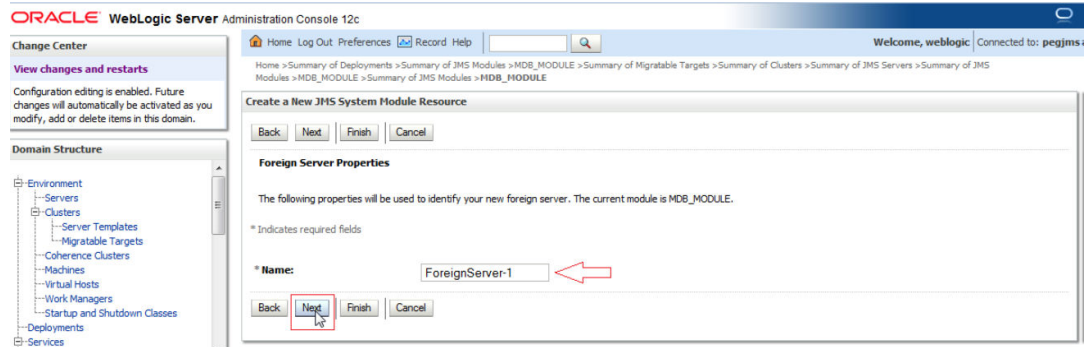 ORACLE WebLogic Server Administration Console 12c
Change Center
View changes and restarts
Configuration editing is enabled. Future
changes will automatically be activated as you
modify, add or delete items in this domain.
Domain Structure
Environment
Servers
Clusters
Server Templates
Migratable Targets
Coherence Clusters
Machines
Virtual Hosts
Work Managers
Startup and Shutdown Classes
Deployments
Services
Home Log Out Preferences Record Help
Welcome, weblogic Connected to: pegjms
Home >Summary of Deployments >Summary of JMS Modules >MDB_MODULE >Summary of Migratable Targets >Summary of Clusters >Summary of JMS Servers >Summary of JMS
Modules >MDB_MODULE >Summary of JMS Modules >MDB_MODULE
Create a New JMS System Module Resource
Back Next Finish Cancel
Foreign Server Properties
The following properties will be used to identify your new foreign server. The current module is MDB_MODULE.
* Indicates required fields
* Name: ForeignServer-1
Back Next Finish Cancel